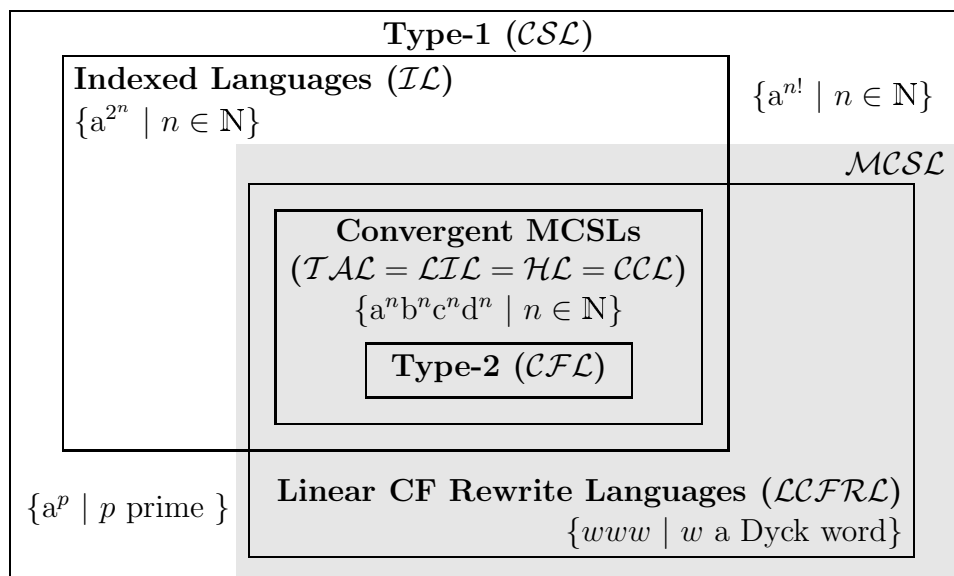 Type-1 (𝒞𝒮ℒ)
Indexed Languages (ℐℒ)
{a^{2^n} | n ∈ ℕ}
{a^{n!} | n ∈ ℕ}
ℳ𝒞𝒮ℒ
Convergent MCSLs
(𝒯𝒜ℒ = ℒℐℒ = ℋℒ = 𝒞𝒞ℒ)
{a^n b^n c^n d^n | n ∈ ℕ}
Type-2 (𝒞ℱℒ)
{a^p | p prime }
Linear CF Rewrite Languages (ℒ𝒞ℱℛℒ)
{www | w a Dyck word}